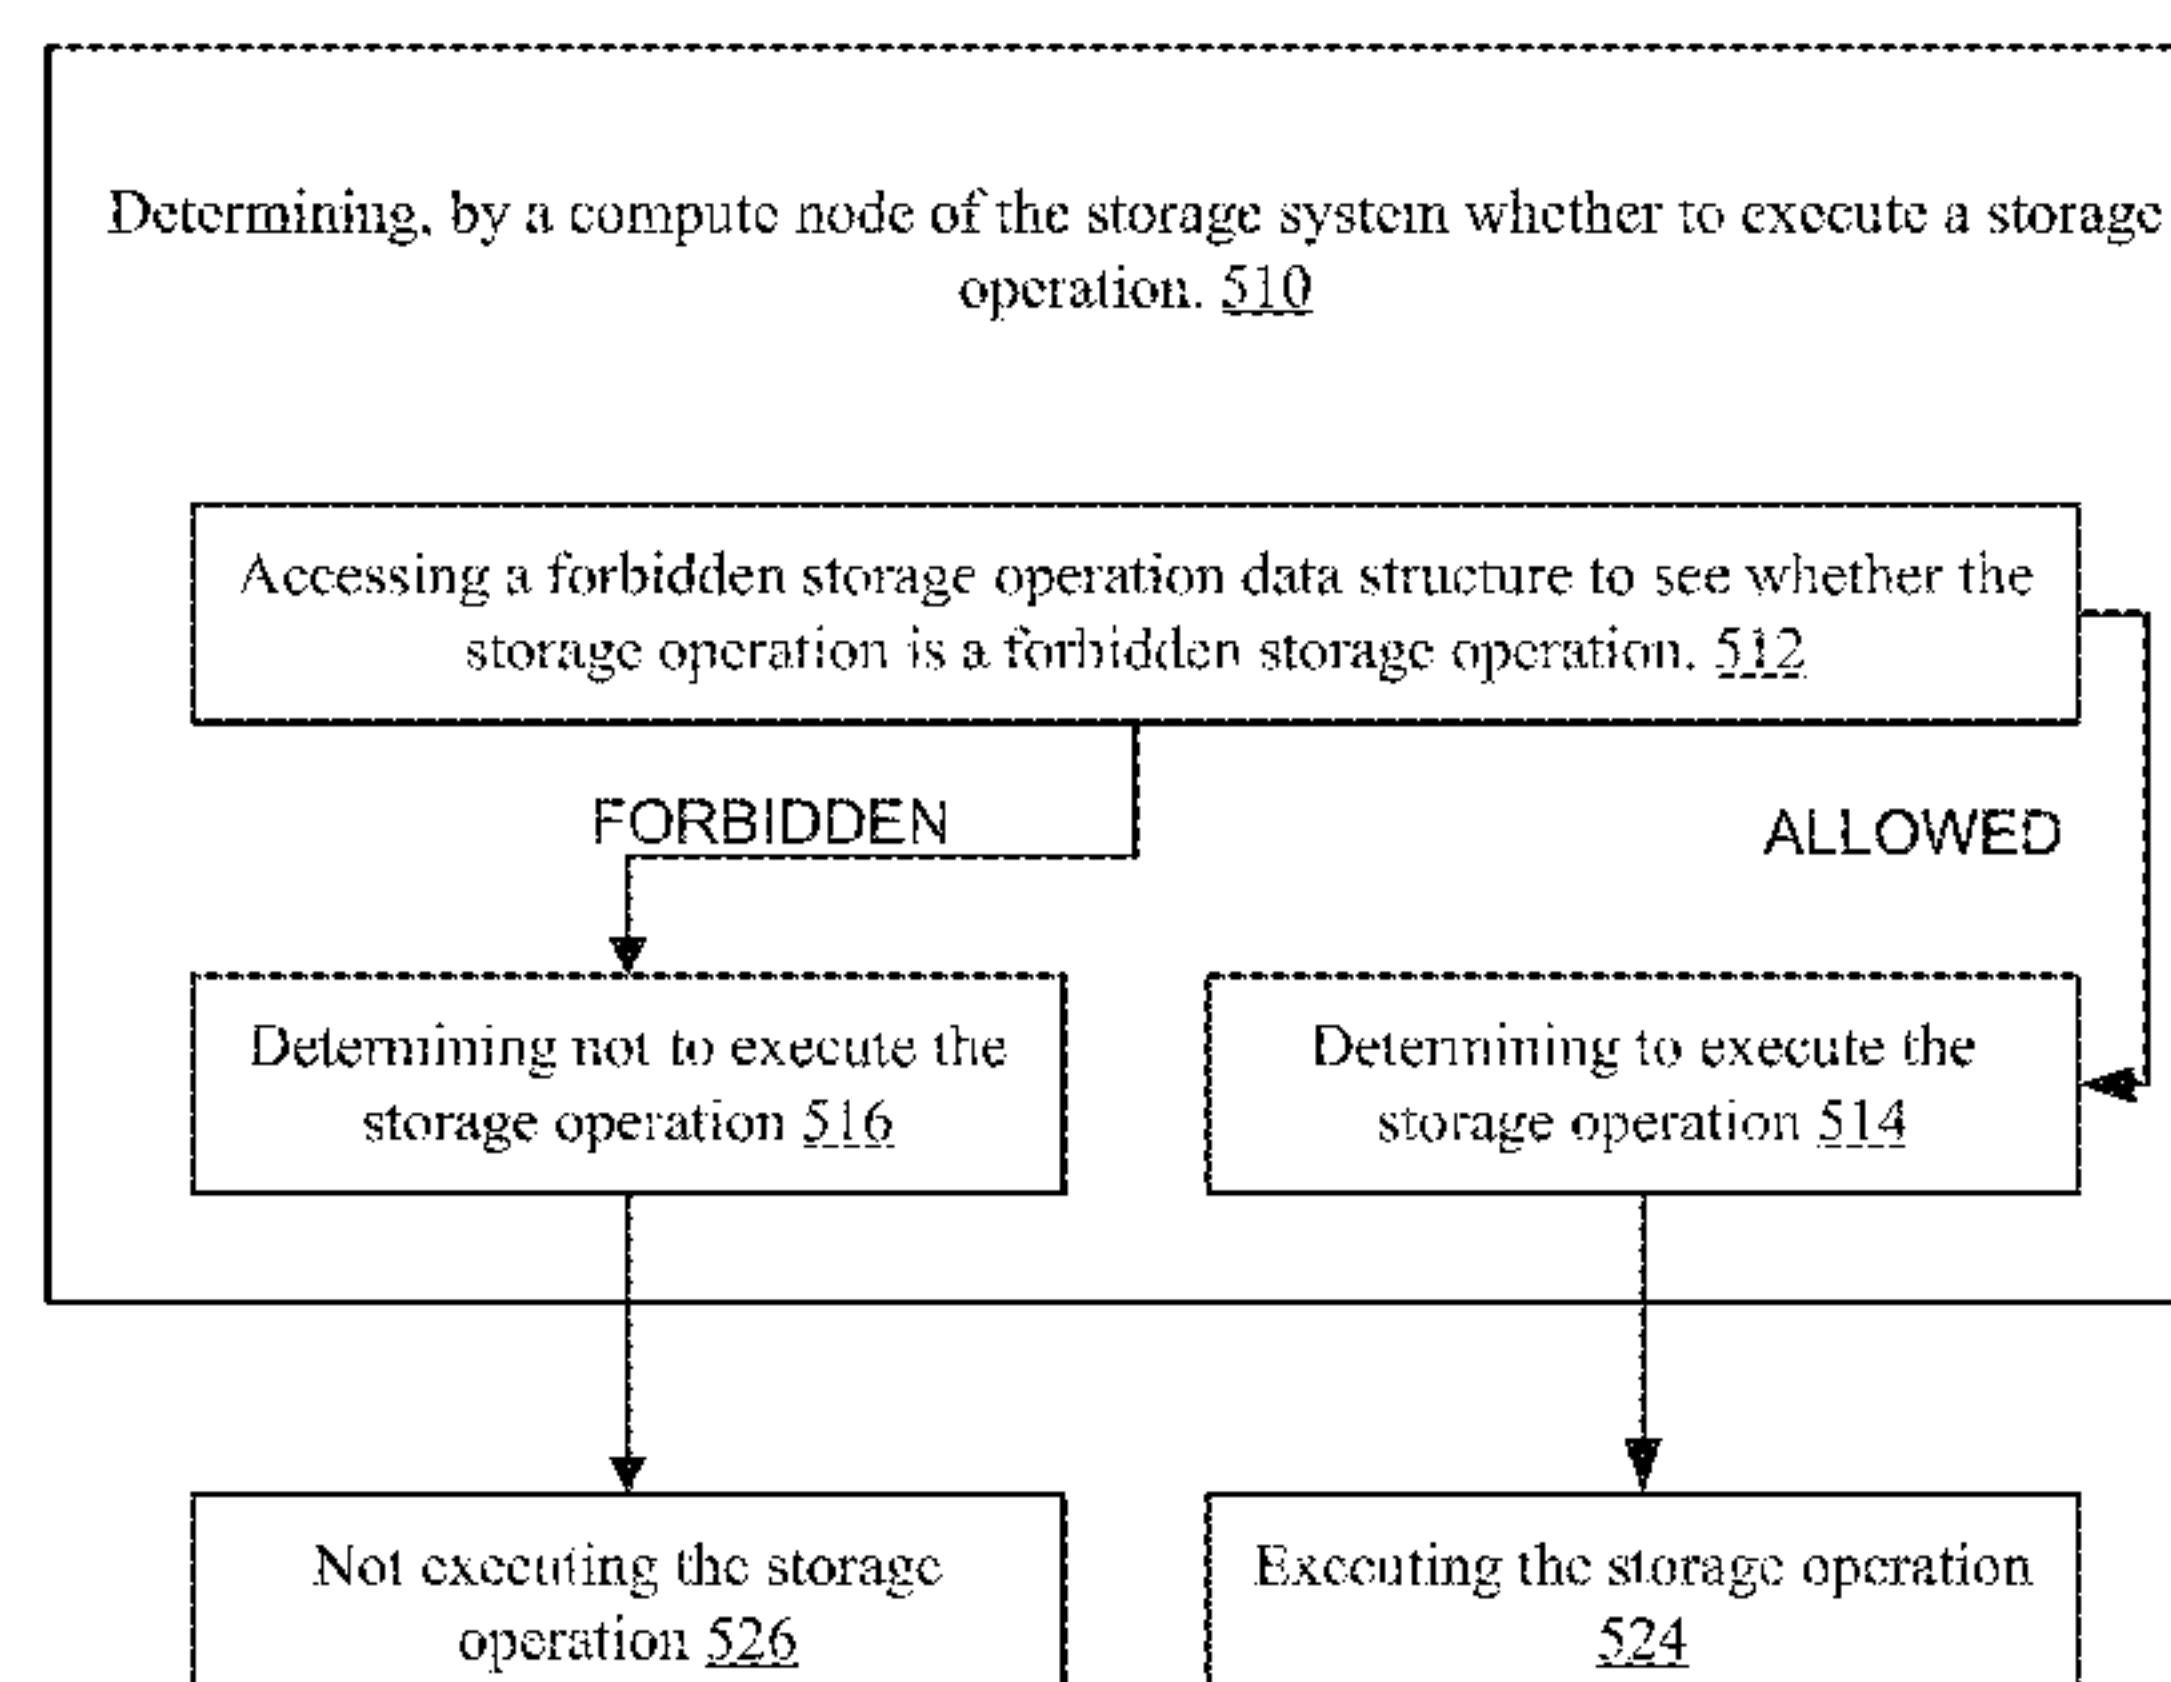 Determining, by a compute node of the storage system whether to execute a storage
operation. 510
Accessing a forbidden storage operation data structure to see whether the
storage operation is a forbidden storage operation. 512
FORBIDDEN
ALLOWED
Determining not to execute the
storage operation 516
Determining to execute the
storage operation 514
Not executing the storage
operation 526
Executing the storage operation
524